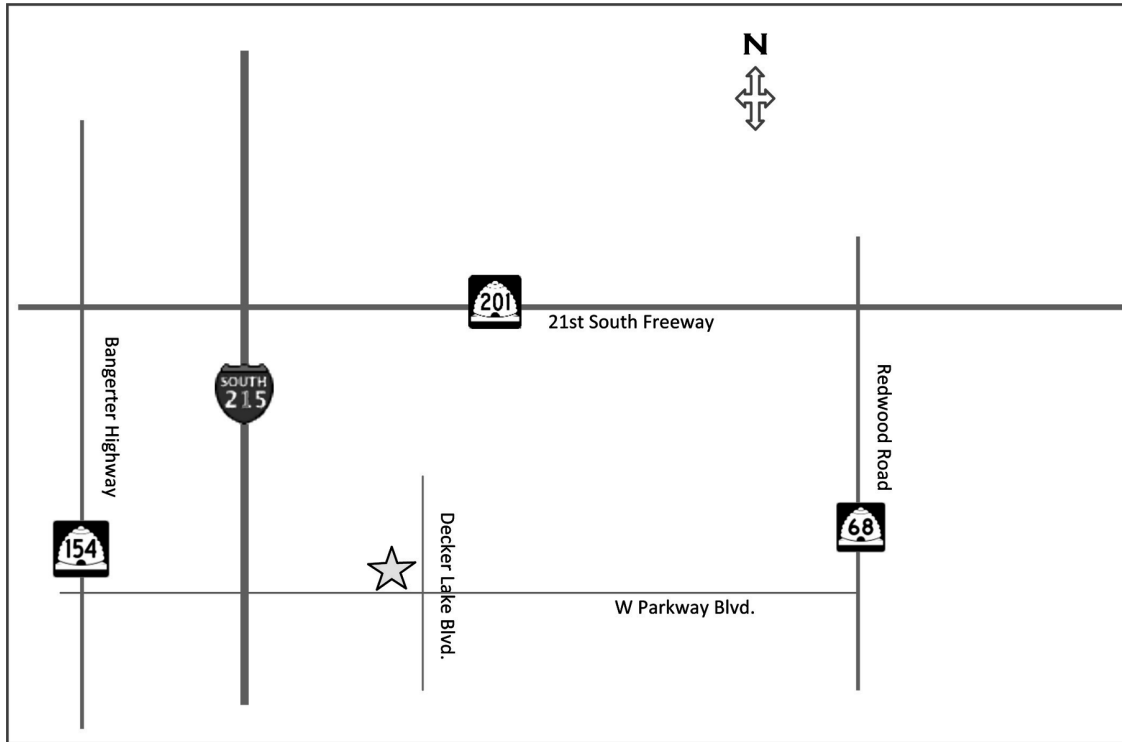 N
201
21st South Freeway
Bangerter Highway
SOUTH
215
Redwood Road
154
Decker Lake Blvd.
68
W Parkway Blvd.